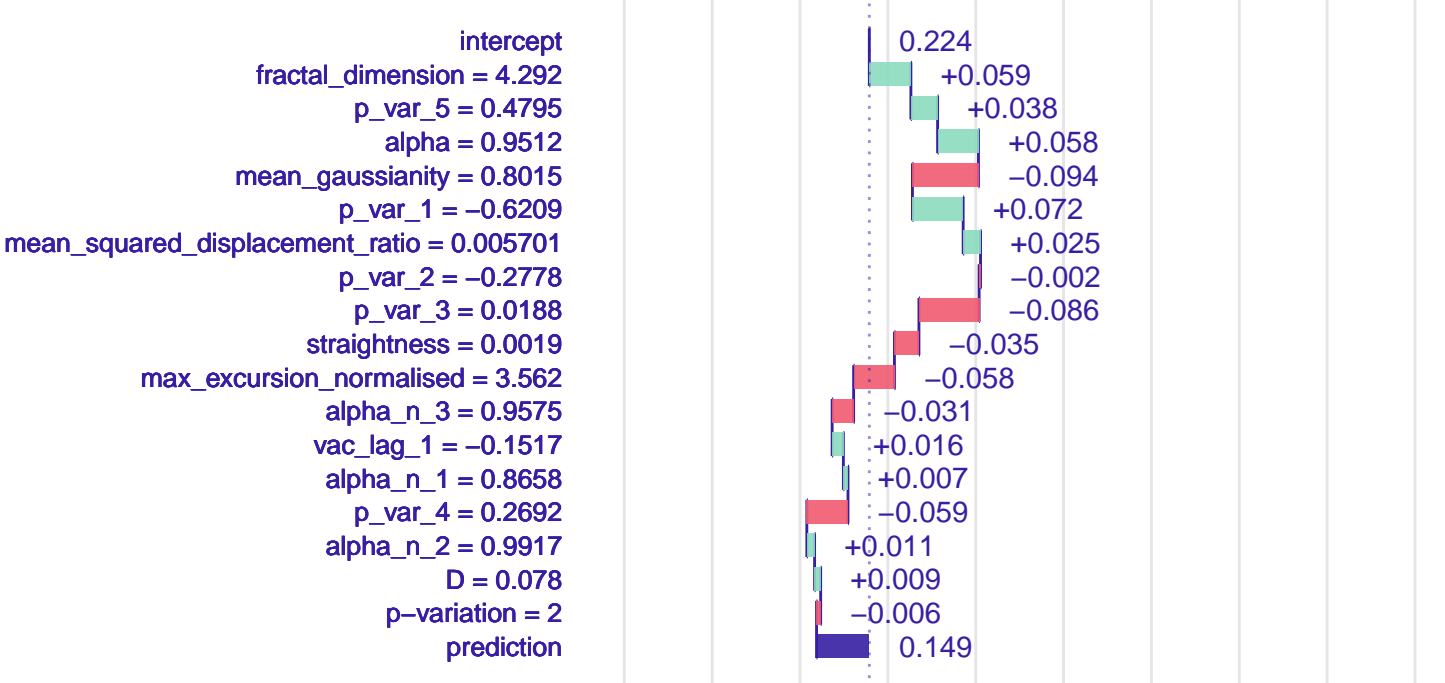 intercept 0.224
fractal_dimension = 4.292 +0.059
p_var_5 = 0.4795 +0.038
alpha = 0.9512 +0.058
mean_gaussianity = 0.8015 −0.094
p_var_1 = −0.6209 +0.072
mean_squared_displacement_ratio = 0.005701 +0.025
p_var_2 = −0.2778 −0.002
p_var_3 = 0.0188 −0.086
straightness = 0.0019 −0.035
max_excursion_normalised = 3.562 −0.058
alpha_n_3 = 0.9575 −0.031
vac_lag_1 = −0.1517 +0.016
alpha_n_1 = 0.8658 +0.007
p_var_4 = 0.2692 −0.059
alpha_n_2 = 0.9917 +0.011
D = 0.078 +0.009
p−variation = 2 −0.006
prediction 0.149